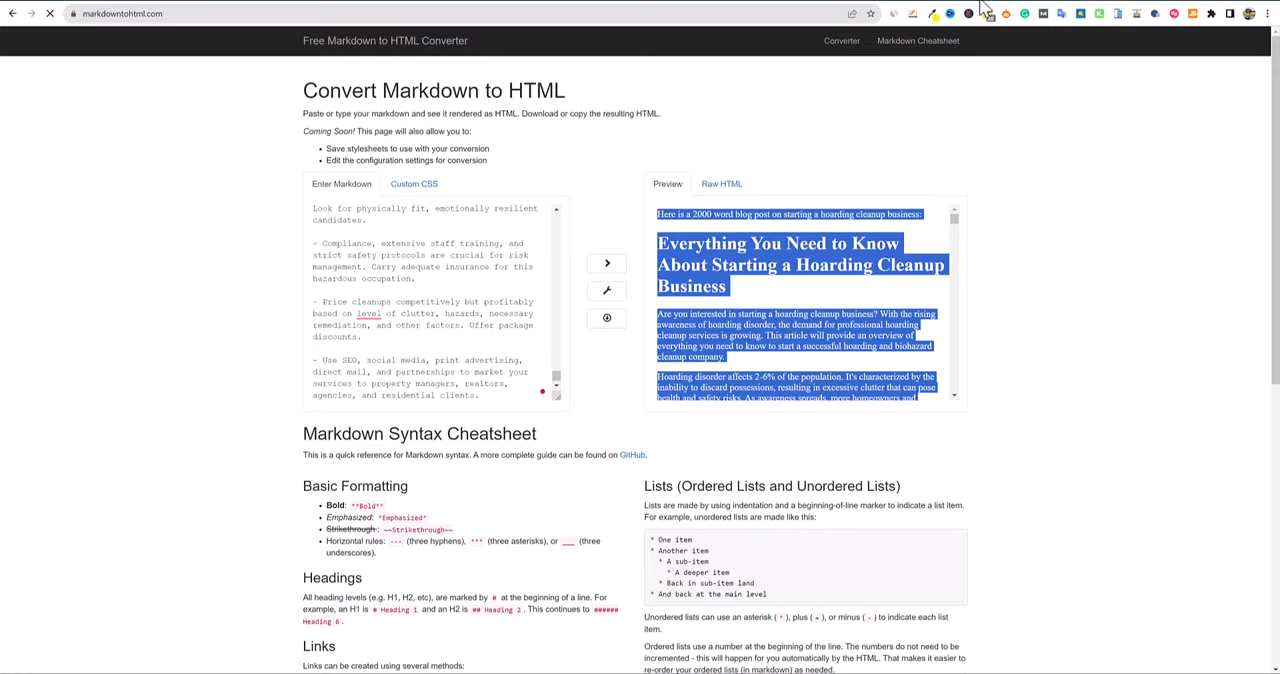 markdowntohtml.com
Free Markdown to HTML Converter
Converter
Markdown Cheatsheet
Convert Markdown to HTML
Paste or type your markdown and see it rendered as HTML. Download or copy the resulting HTML.
Coming Soon! This page will also allow you to:
• Save stylesheets to use with your conversion
• Edit the configuration settings for conversion
Enter Markdown
Custom CSS
Look for physically fit, emotionally resilient
candidates.
- Compliance, extensive staff training, and
strict safety protocols are crucial for risk
management. Carry adequate insurance for this
hazardous occupation.
- Price cleanups competitively but profitably
based on level of clutter, hazards, necessary
remediation, and other factors. Offer package
discounts.
- Use SEO, social media, print advertising,
direct mail, and partnerships to market your
services to property managers, realtors,
agencies, and residential clients.
Preview
Raw HTML
Here is a 2000 word blog post on starting a hoarding cleanup business:
Everything You Need to Know
About Starting a Hoarding Cleanup
Business
Are you interested in starting a hoarding cleanup business? With the rising
awareness of hoarding disorder, the demand for professional hoarding
cleanup services is growing. This article will provide an overview of
everything you need to know to start a successful hoarding and biohazard
cleanup company.
Hoarding disorder affects 2-6% of the population. It's characterized by the
inability to discard possessions, resulting in excessive clutter that can pose
health and safety risks. As awareness spreads, more homeowners and
Markdown Syntax Cheatsheet
This is a quick reference for Markdown syntax. A more complete guide can be found on GitHub.
Basic Formatting
• Bold: **Bold**
• Emphasized: *Emphasized*
• Strikethrough: ~~Strikethrough~~
• Horizontal rules: --- (three hyphens), *** (three asterisks), or ___ (three
underscores).
Headings
All heading levels (e.g. H1, H2, etc), are marked by # at the beginning of a line. For
example, an H1 is # Heading 1 and an H2 is ## Heading 2. This continues to ######
Heading 6.
Links
Links can be created using several methods:
Lists (Ordered Lists and Unordered Lists)
Lists are made by using indentation and a beginning-of-line marker to indicate a list item.
For example, unordered lists are made like this:
* One item
* Another item
* A sub-item
* A deeper item
* Back in sub-item land
* And back at the main level
Unordered lists can use an asterisk (*), plus (+), or minus (-) to indicate each list
item.
Ordered lists use a number at the beginning of the line. The numbers do not need to be
incremented - this will happen for you automatically by the HTML. That makes it easier to
re-order your ordered lists (in markdown) as needed.